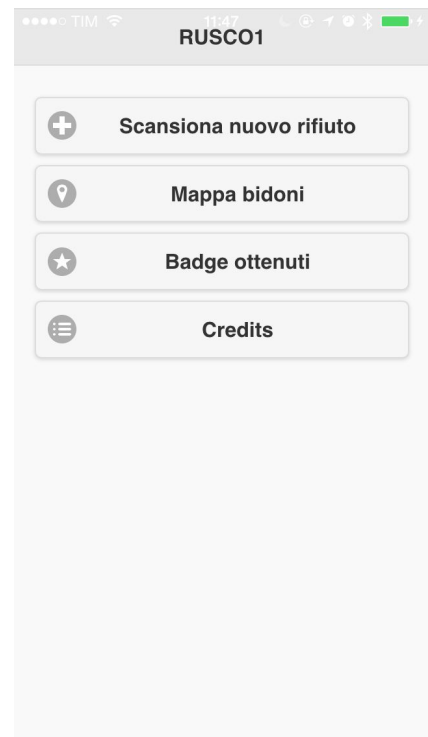 TIM 11:47
RUSCO1
Scansiona nuovo rifiuto
Mappa bidoni
Badge ottenuti
Credits